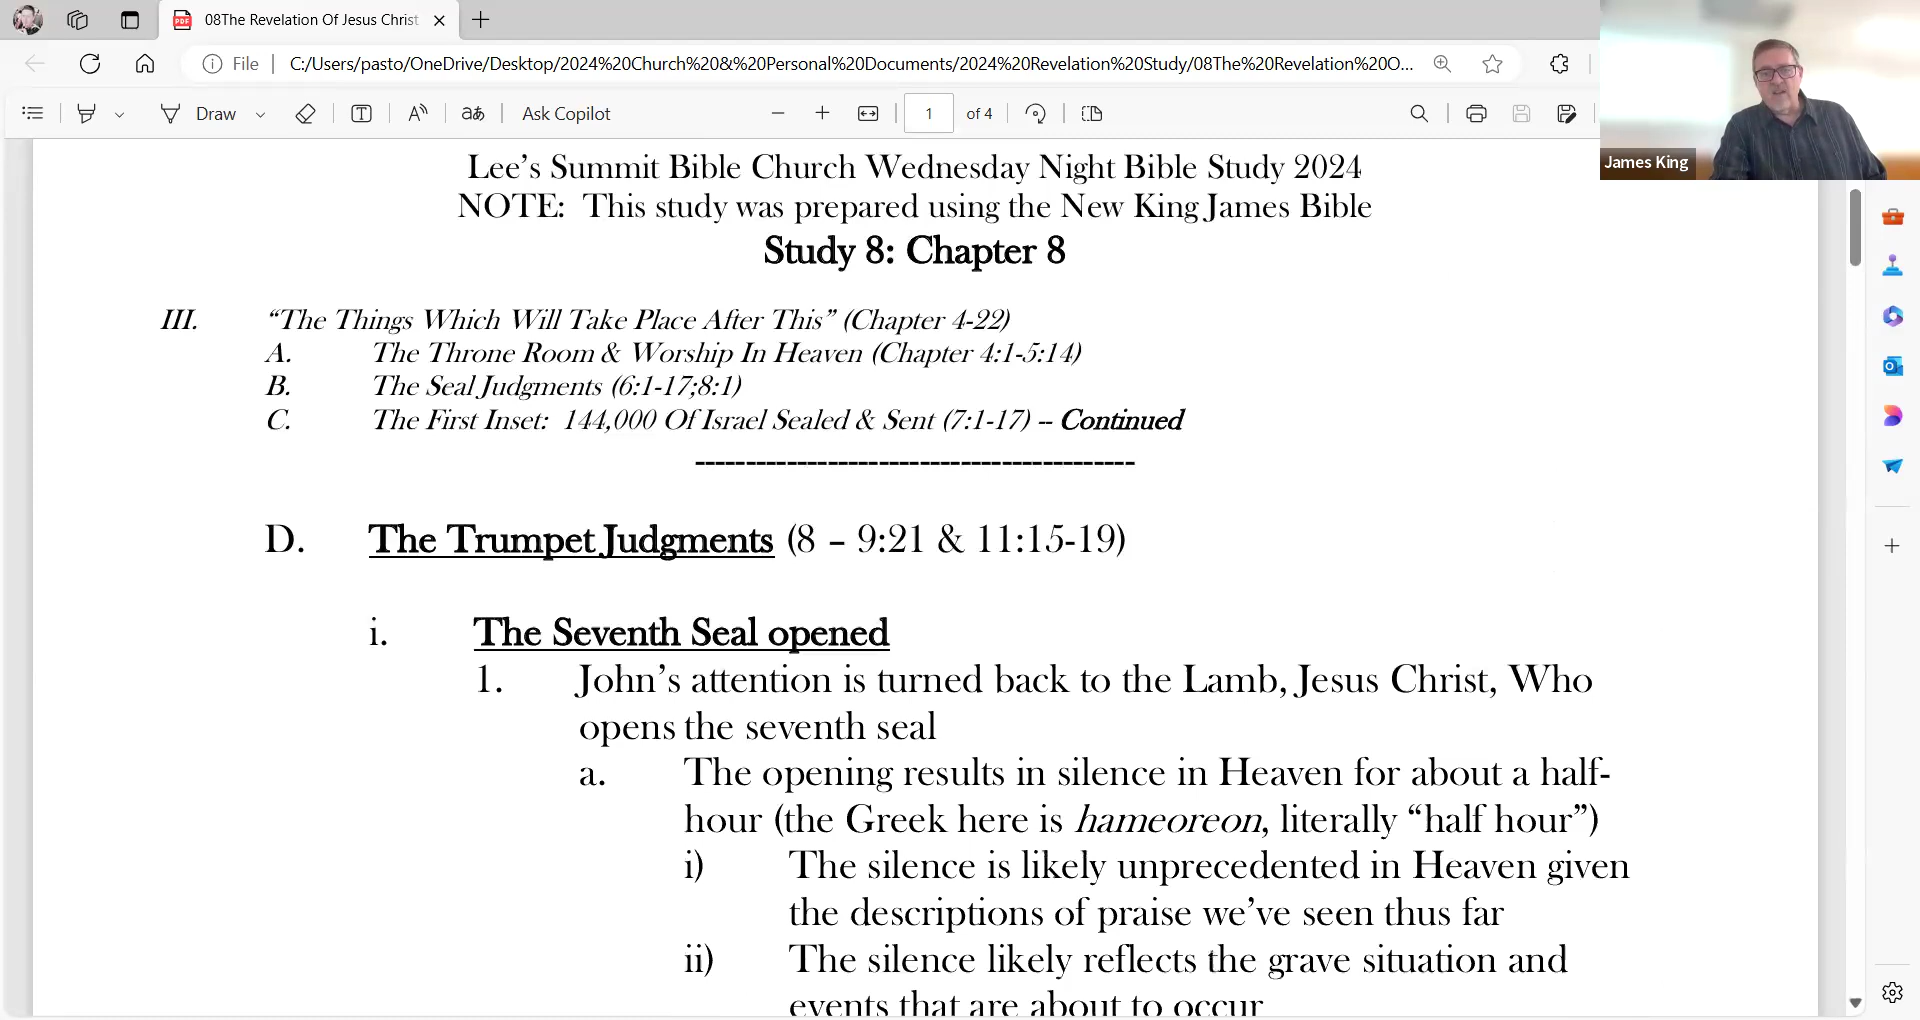 08The Revelation Of Jesus Christ
File
C:/Users/pasto/OneDrive/Desktop/2024%20Church%20&%20Personal%20Documents/2024%20Revelation%20Study/08The%20Revelation%20O...
Draw
aあ
Ask Copilot
1
of 4
James King
Lee’s Summit Bible Church Wednesday Night Bible Study 2024
NOTE: This study was prepared using the New King James Bible
Study 8: Chapter 8
III. “The Things Which Will Take Place After This” (Chapter 4-22)
A. The Throne Room & Worship In Heaven (Chapter 4:1-5:14)
B. The Seal Judgments (6:1-17;8:1)
C. The First Inset: 144,000 Of Israel Sealed & Sent (7:1-17) -- Continued
-------------------------------------------
D. The Trumpet Judgments (8 – 9:21 & 11:15-19)
i. The Seventh Seal opened
1. John’s attention is turned back to the Lamb, Jesus Christ, Who
opens the seventh seal
a. The opening results in silence in Heaven for about a half-
hour (the Greek here is hameoreon, literally “half hour”)
i) The silence is likely unprecedented in Heaven given
the descriptions of praise we’ve seen thus far
ii) The silence likely reflects the grave situation and
events that are about to occur